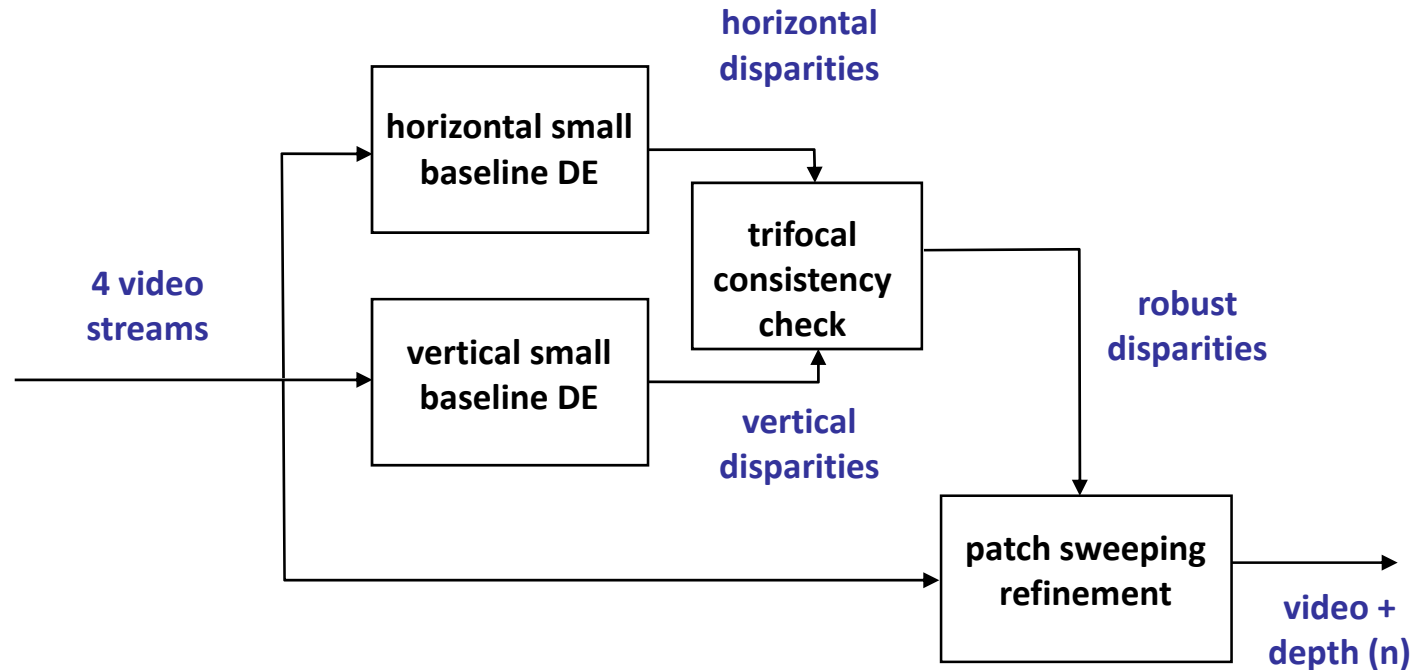 horizontal
disparities
horizontal small
baseline DE
trifocal
consistency
check
4 video
streams
robust
disparities
vertical small
baseline DE
vertical
disparities
patch sweeping
refinement
video +
depth (n)